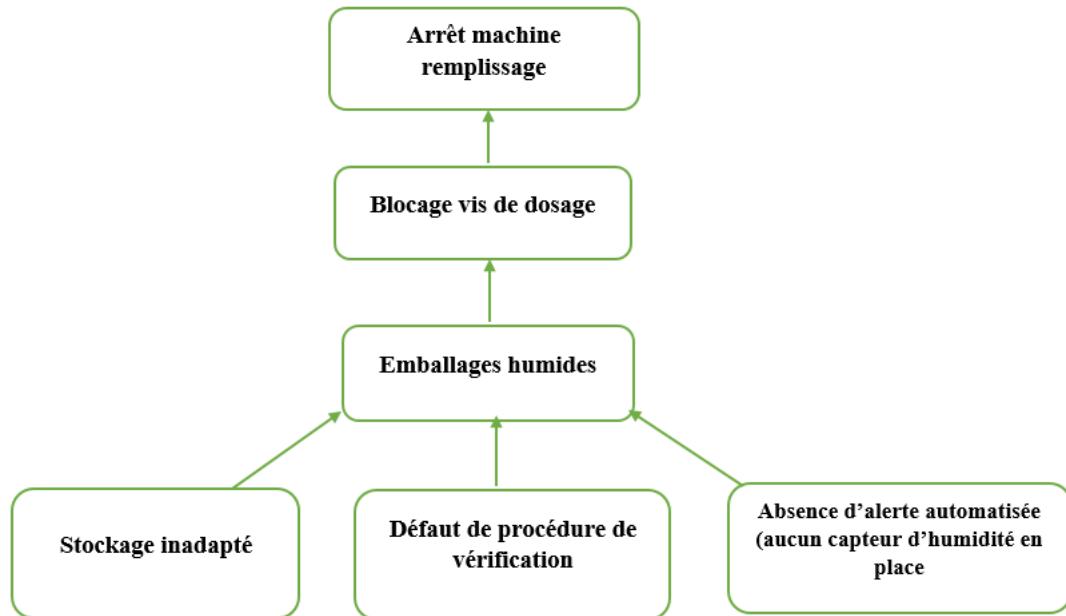 Arrêt machine
remplissage
Blocage vis de dosage
Emballages humides
Stockage inadapté
Défaut de procédure de
vérification
Absence d’alerte automatisée
(aucun capteur d’humidité en
place